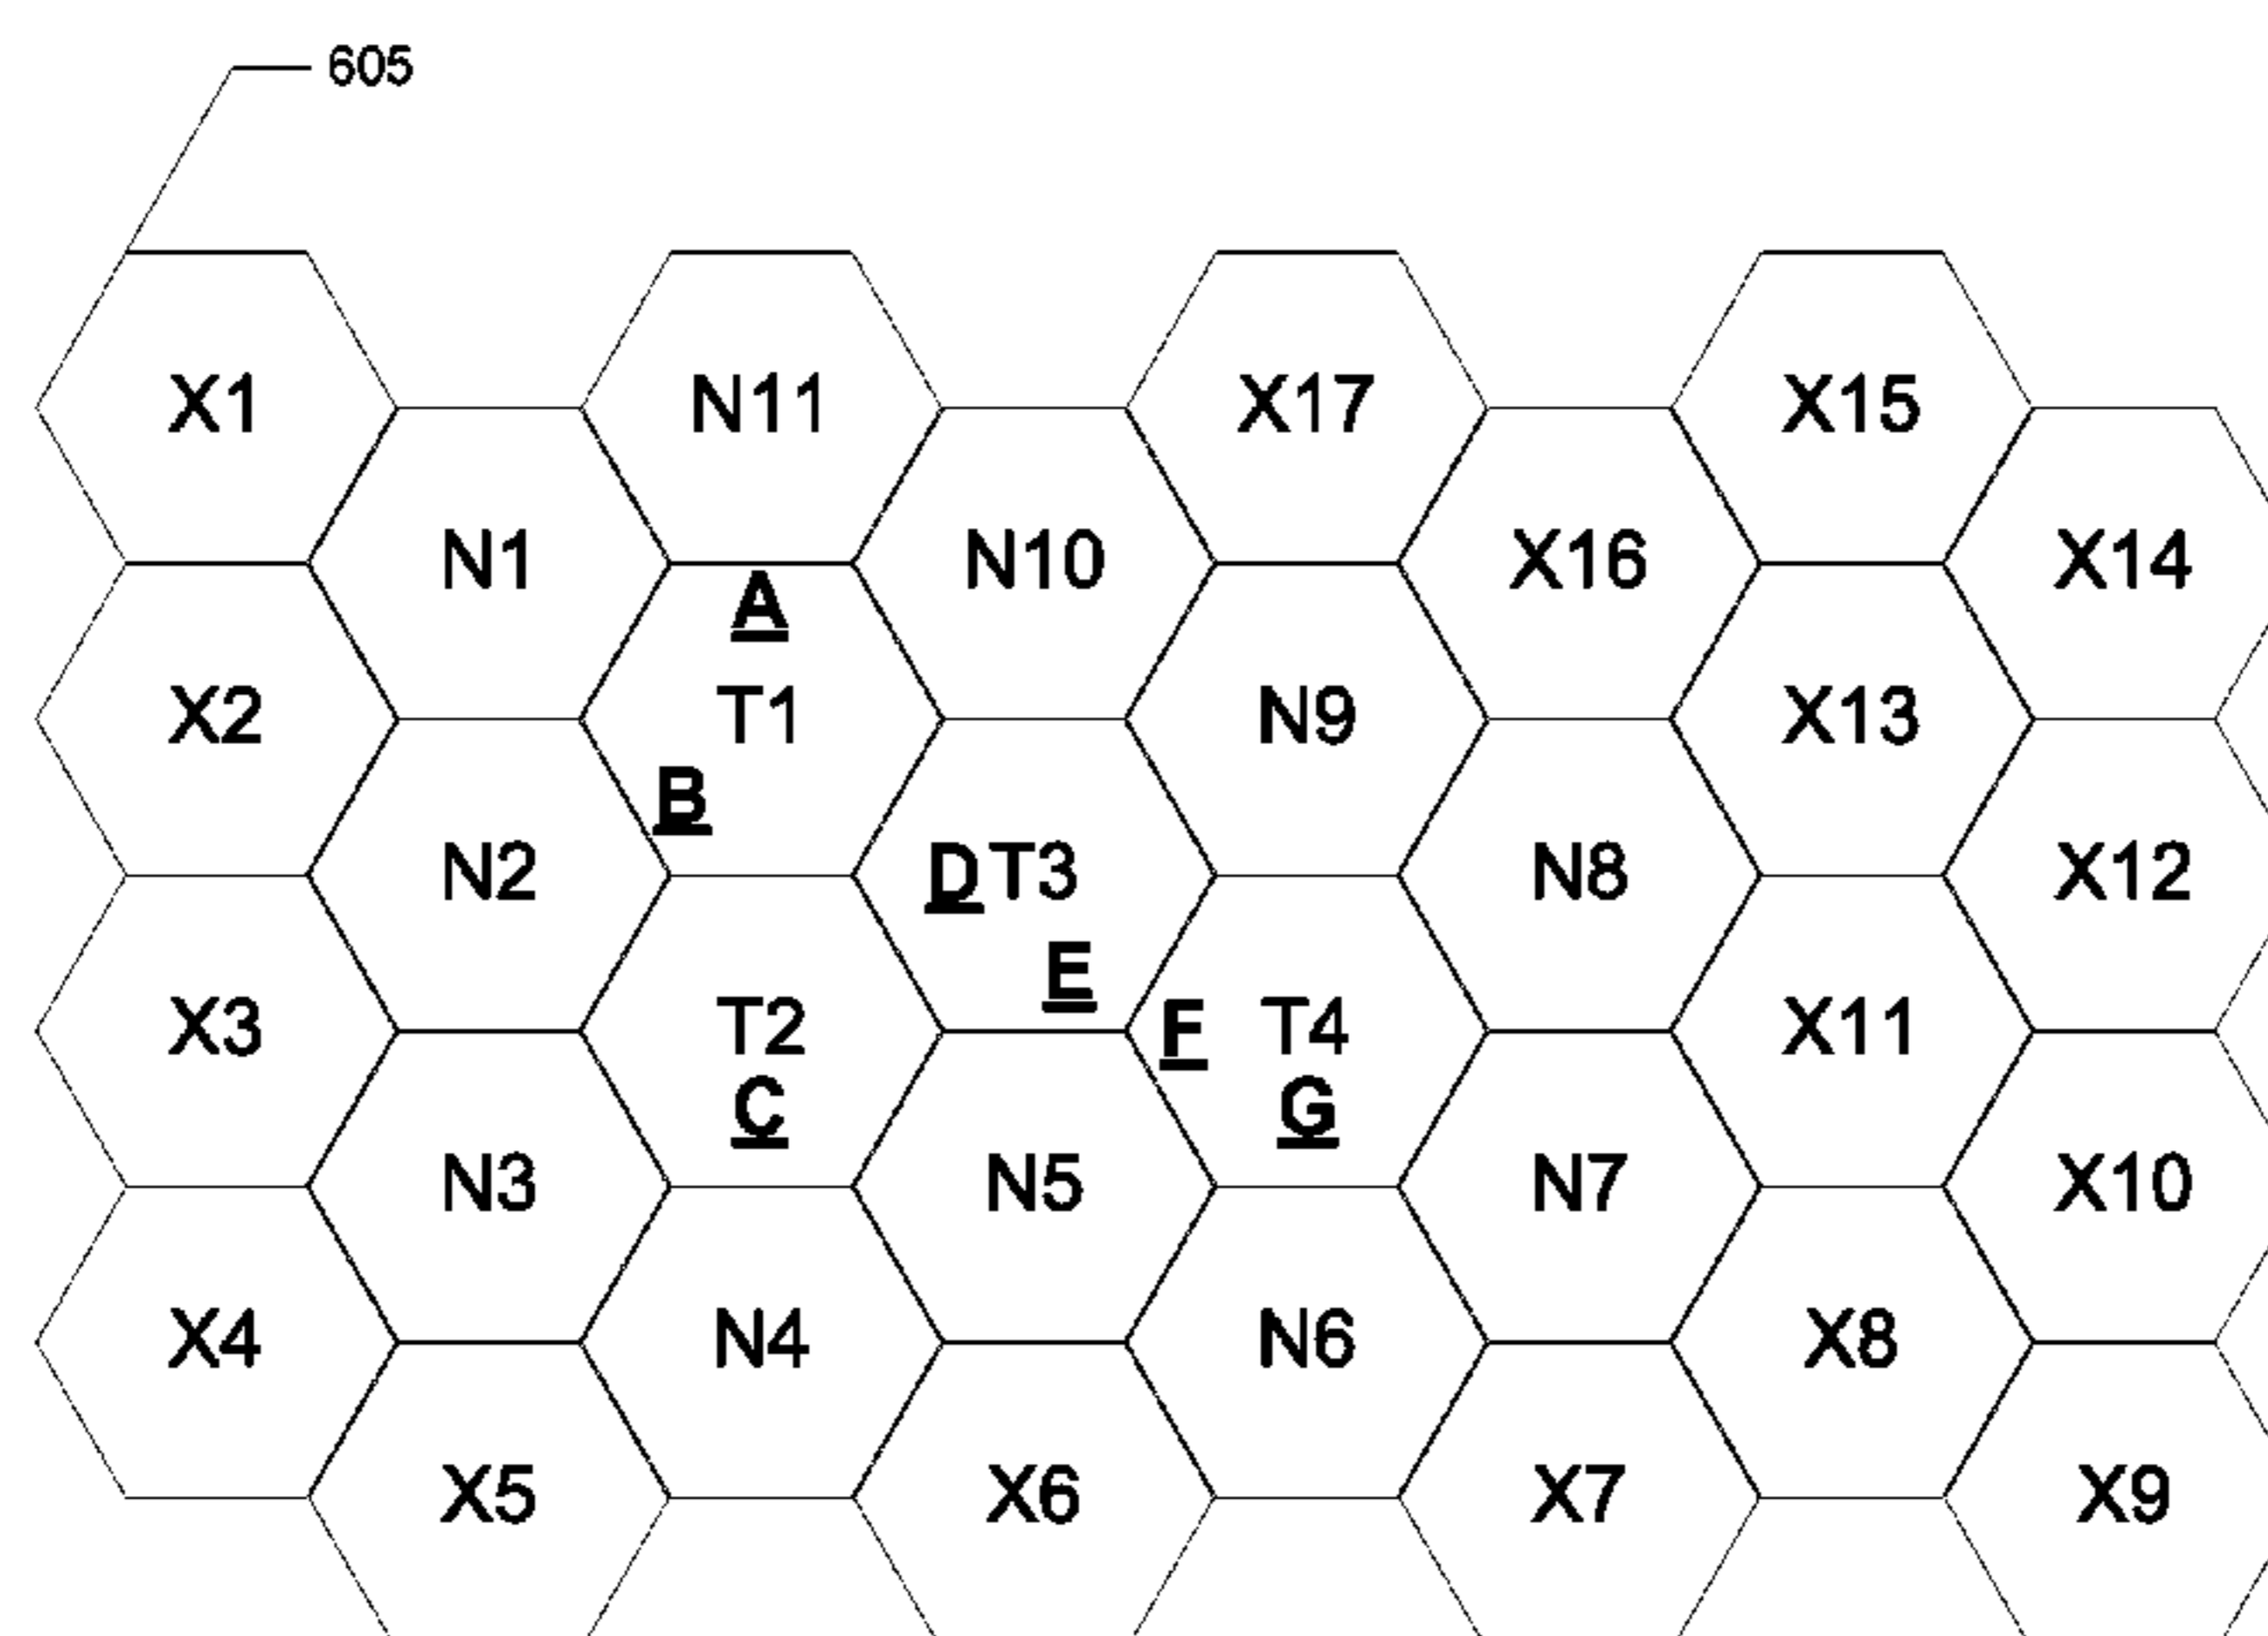 605
X1 N11 X17 X15
N1 N10 X16 X14
A
X2 T1 N9 X13
B
N2 D T3 N8 X12
E
X3 T2 F T4 X11
C G
N3 N5 N7 X10
X4 N4 N6 X8
X5 X6 X7 X9